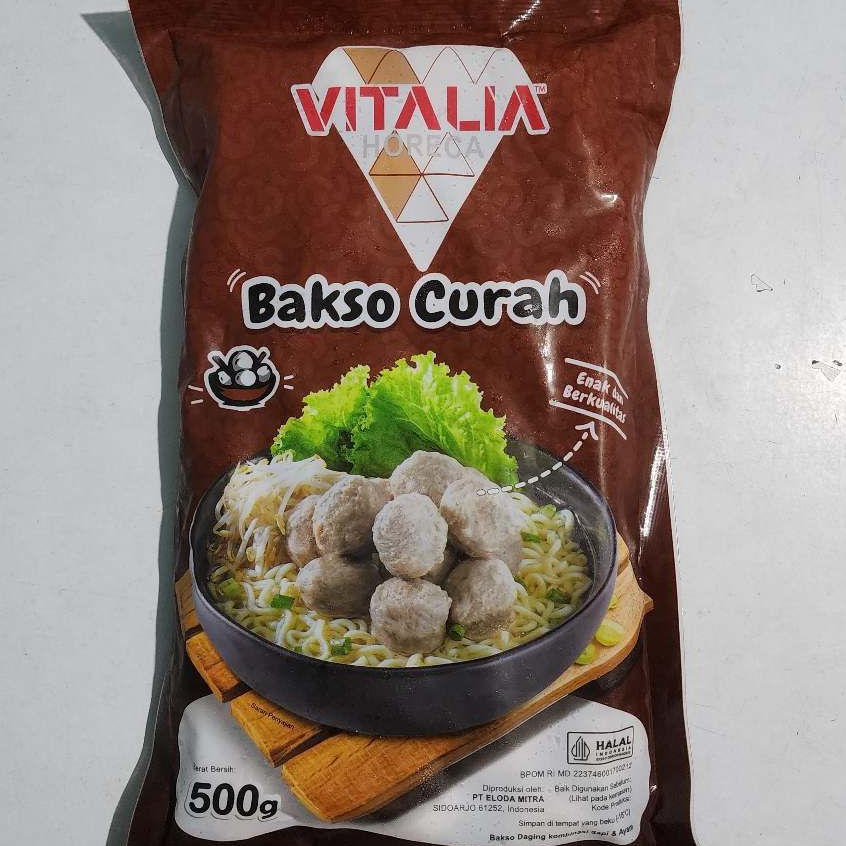 VITALIA™
HORECA
Bakso Curah
Enak dan
Berkualitas
Saran Penyajian
Berat Bersih:
500g
HALAL
INDONESIA
BPOM RI MD
Diproduksi oleh:
PT ELODA MITRA
SIDOARJO 61252, Indonesia
Baik Digunakan Sebelum:
(Lihat pada kemasan)
Kode Produksi:
Simpan di tempat yang beku (-18°C)
Bakso Daging kombinasi Sapi & Ayam